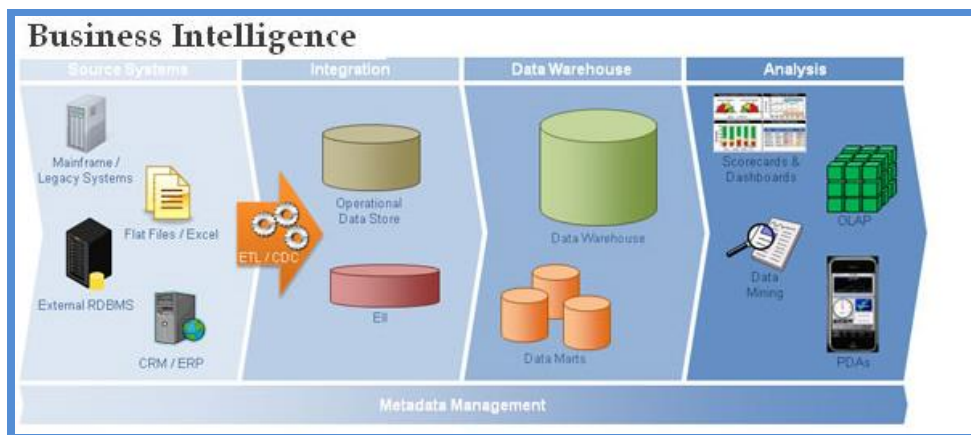 Business Intelligence
Source Systems
Integration
Data Warehouse
Analysis
Mainframe /
Legacy Systems
Flat Files / Excel
External RDBMS
CRM / ERP
ETL / CDC
Operational
Data Store
EII
Data Warehouse
Data Marts
Scorecards &
Dashboards
OLAP
Data
Mining
PDAs
Metadata Management